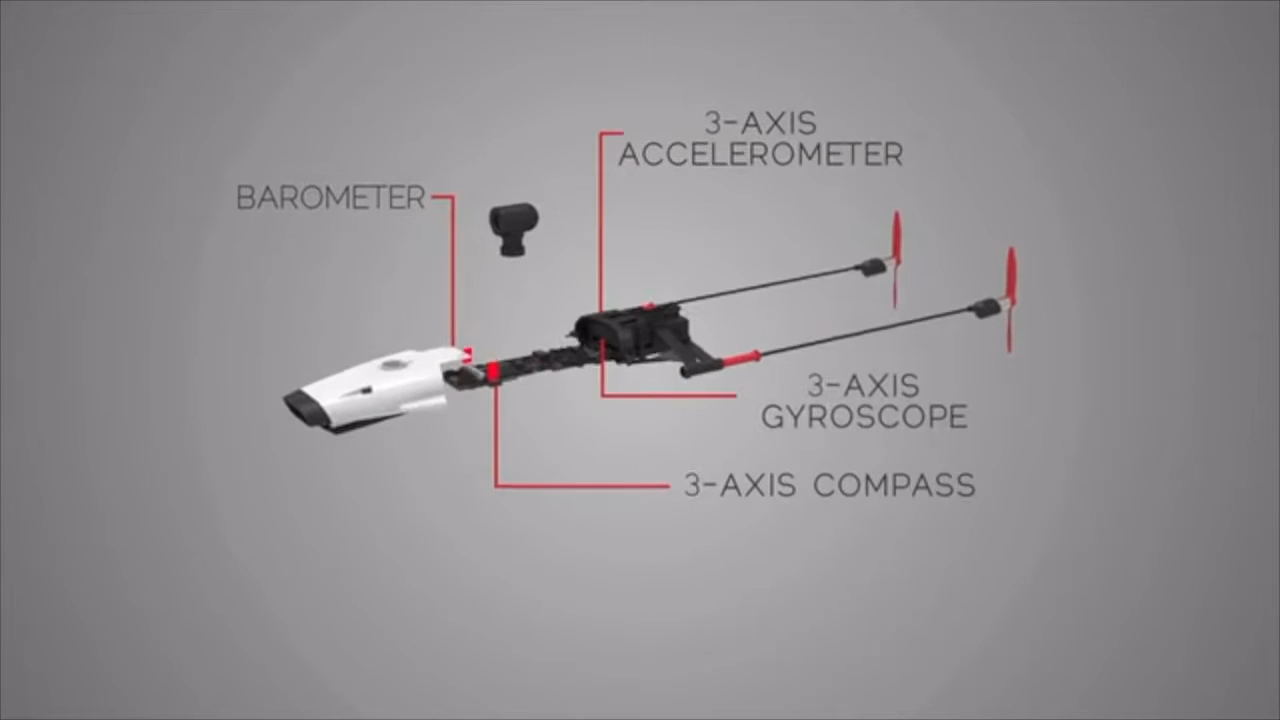 3-AXIS
ACCELEROMETER
BAROMETER
3-AXIS
GYROSCOPE
3-AXIS COMPASS